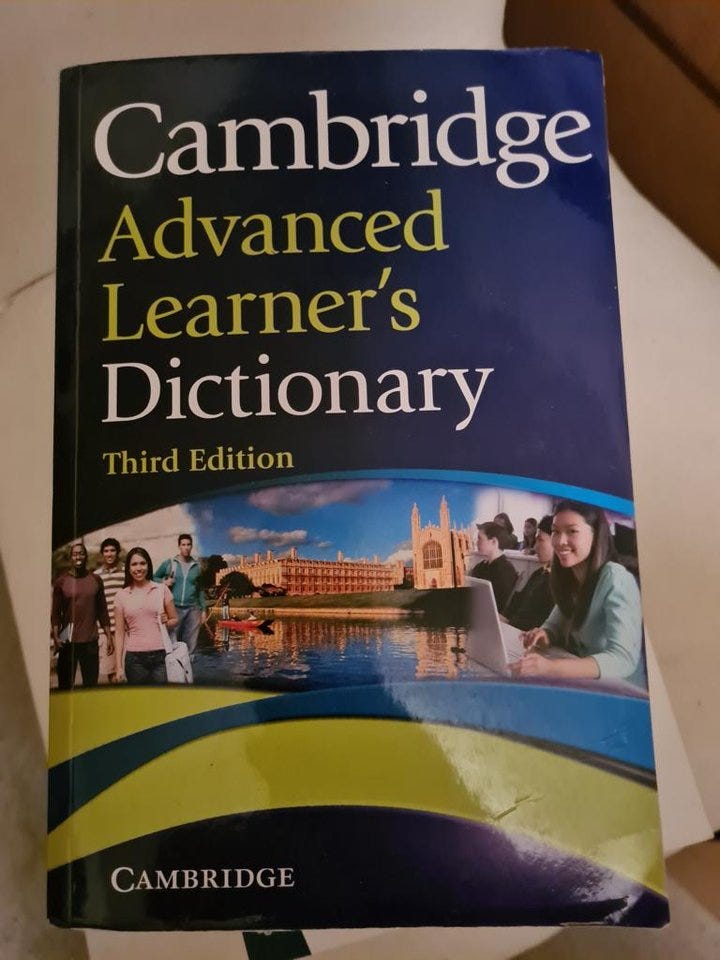 Cambridge
Advanced
Learner's
Dictionary
Third Edition
CAMBRIDGE